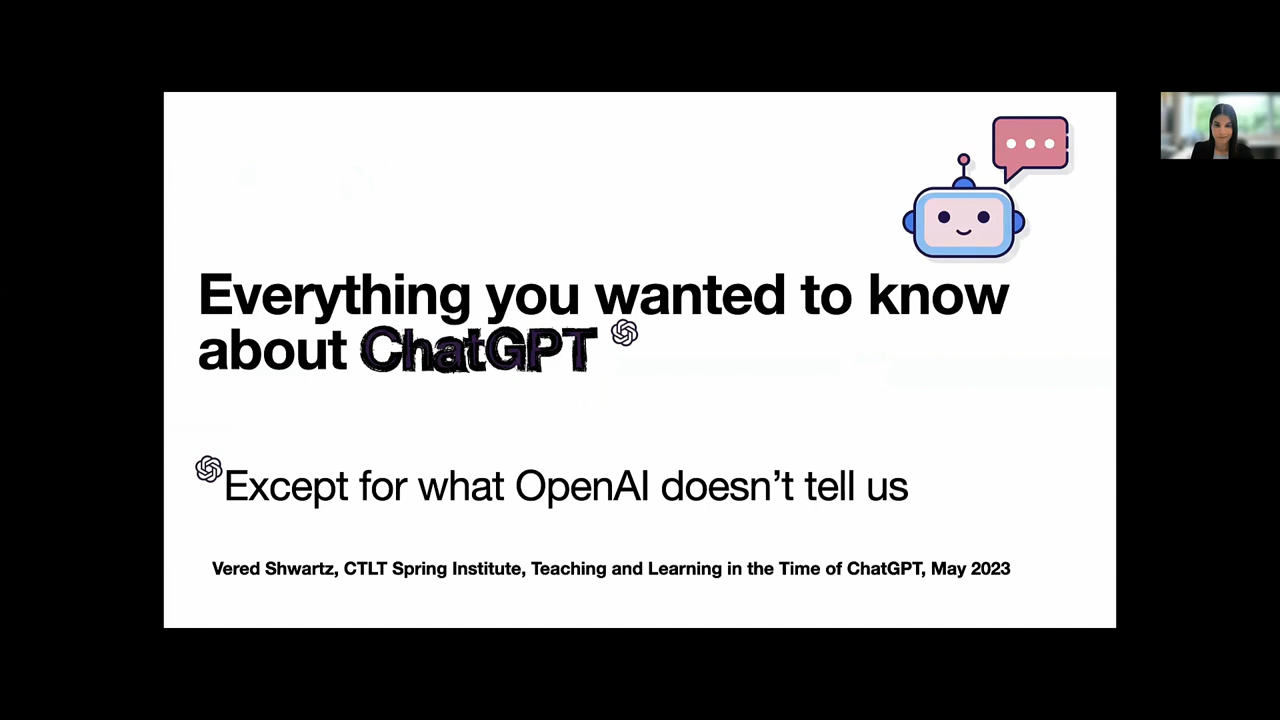 Everything you wanted to know
about ChatGPT
Except for what OpenAI doesn’t tell us
Vered Shwartz, CTLT Spring Institute, Teaching and Learning in the Time of ChatGPT, May 2023